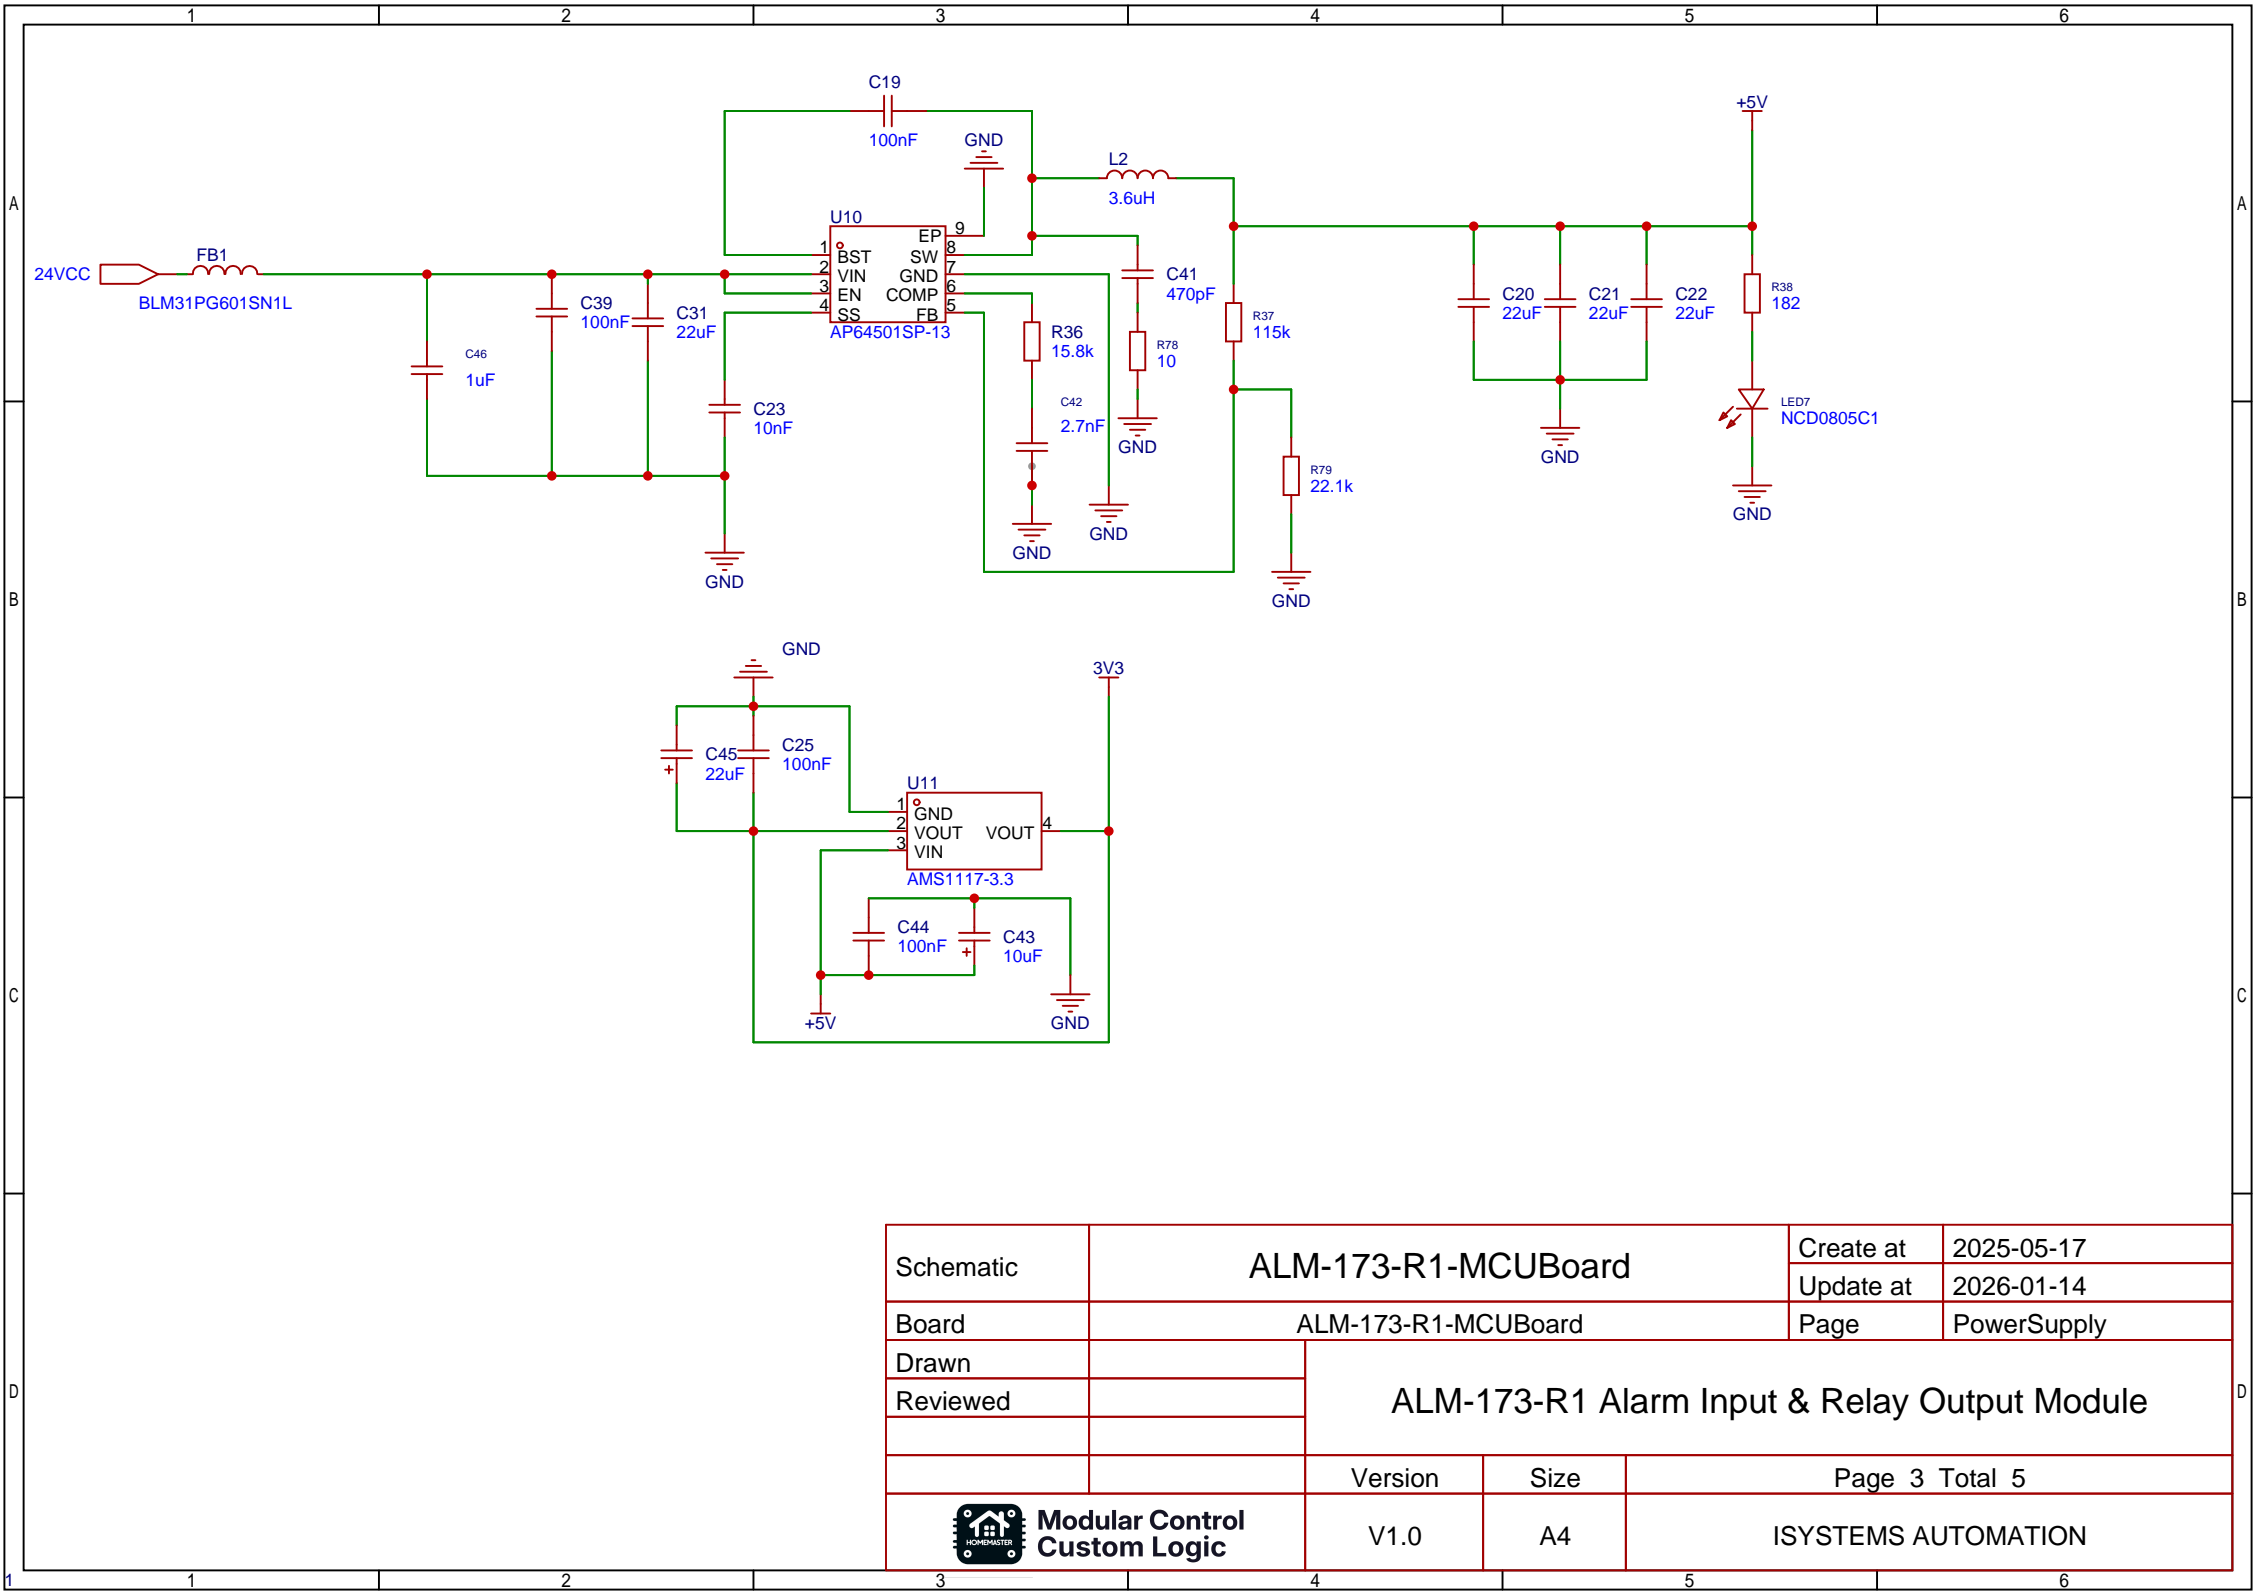 1 2 3 4 5 6
A
A
B
B
C
C
D
D
C19
100nF
GND
L2
3.6uH
+5V
24VCC
FB1
BLM31PG601SN1L
C46
1uF
C39
100nF
C31
22uF
C23
10nF
GND
U10
1 BST
2 VIN
3 EN
4 SS
EP 9
SW 8
GND 7
COMP 6
FB 5
AP64501SP-13
R36
15.8k
C42
2.7nF
GND
GND
C41
470pF
R78
10
GND
R37
115k
R79
22.1k
GND
C20
22uF
C21
22uF
C22
22uF
GND
R38
182
LED7
NCD0805C1
GND
GND
3V3
C45
22uF
+
C25
100nF
U11
1 GND
2 VOUT
3 VIN
VOUT 4
AMS1117-3.3
C44
100nF
C43
10uF
+
+5V
GND
Schematic
ALM-173-R1-MCUBoard
Create at 2025-05-17
Update at 2026-01-14
Board ALM-173-R1-MCUBoard Page PowerSupply
Drawn
Reviewed
ALM-173-R1 Alarm Input & Relay Output Module
Version Size Page 3 Total 5
HOMEMASTER
Modular Control
Custom Logic
V1.0 A4 ISYSTEMS AUTOMATION
1
1 2 3 4 5 6